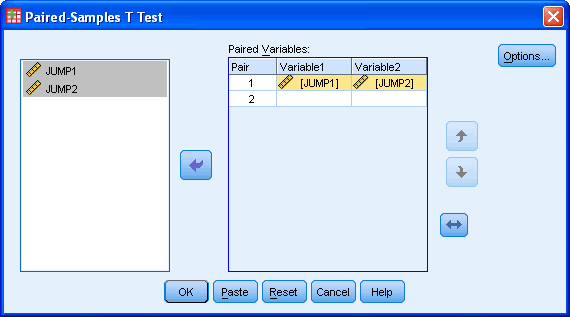 Paired-Samples T Test
JUMP1
JUMP2
Paired Variables:
Pair Variable1 Variable2
1 [JUMP1] [JUMP2]
2
Options...
OK Paste Reset Cancel Help